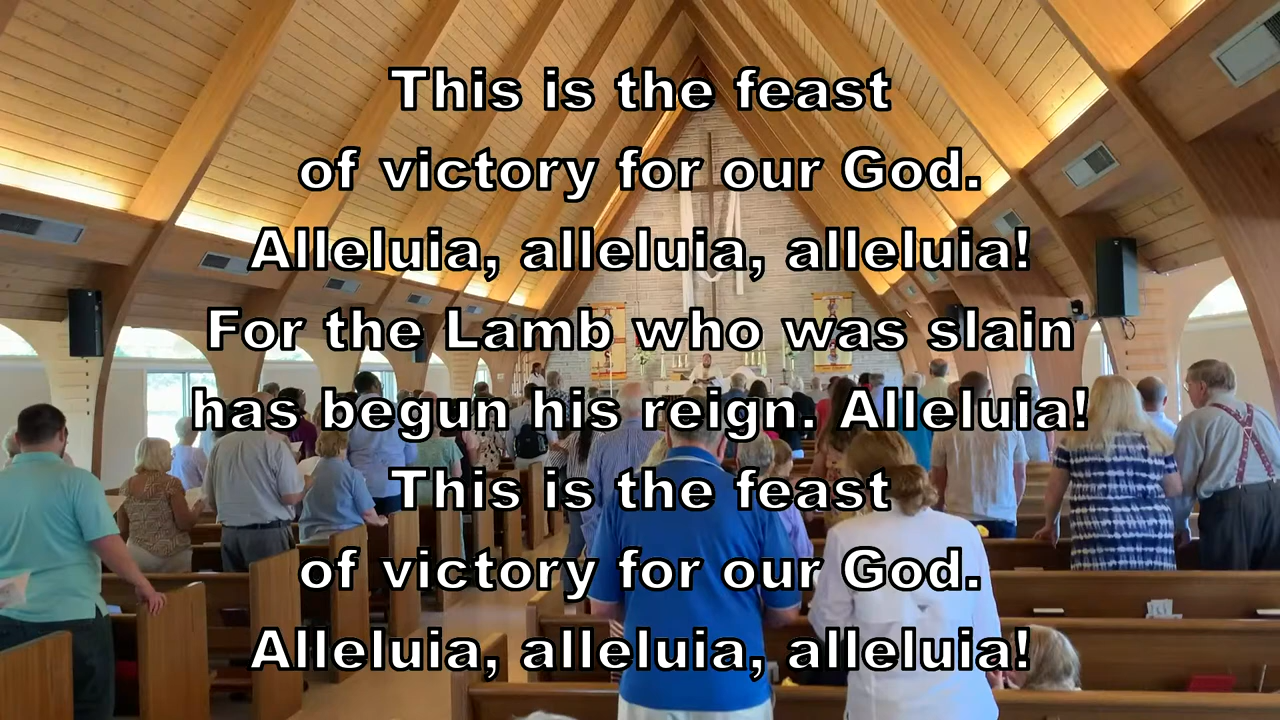 This is the feast
of victory for our God.
Alleluia, alleluia, alleluia!
For the Lamb who was slain
has begun his reign. Alleluia!
This is the feast
of victory for our God.
Alleluia, alleluia, alleluia!